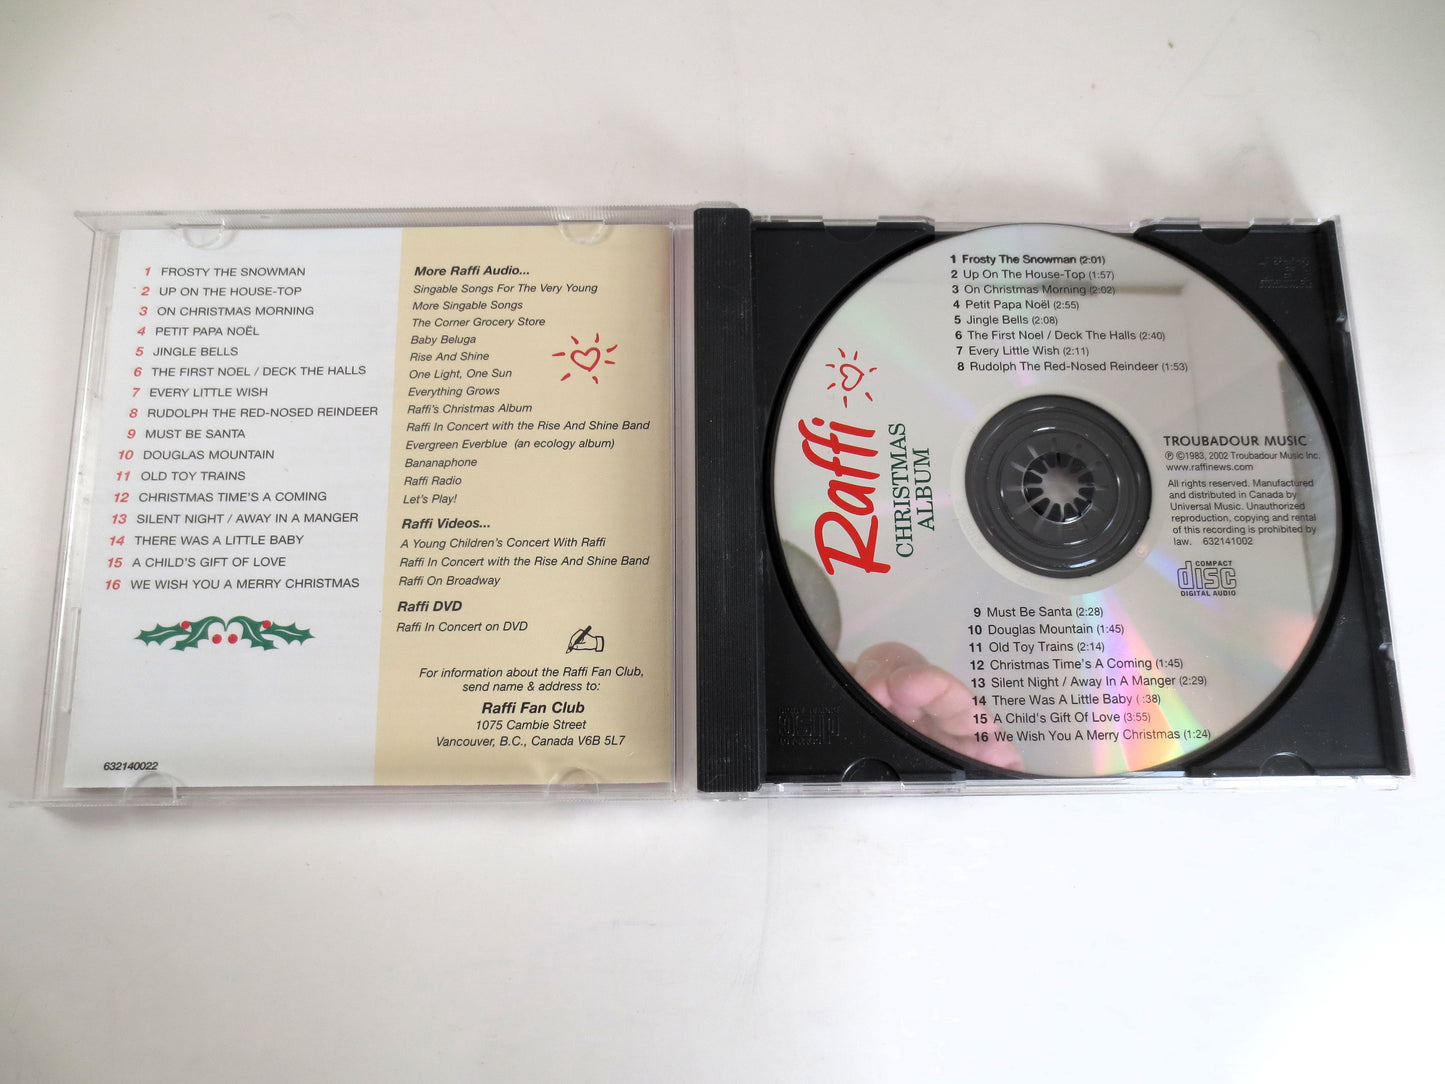 1 FROSTY THE SNOWMAN
2 UP ON THE HOUSE-TOP
3 ON CHRISTMAS MORNING
4 PETIT PAPA NOËL
5 JINGLE BELLS
6 THE FIRST NOEL / DECK THE HALLS
7 EVERY LITTLE WISH
8 RUDOLPH THE RED-NOSED REINDEER
9 MUST BE SANTA
10 DOUGLAS MOUNTAIN
11 OLD TOY TRAINS
12 CHRISTMAS TIME'S A COMING
13 SILENT NIGHT / AWAY IN A MANGER
14 THERE WAS A LITTLE BABY
15 A CHILD'S GIFT OF LOVE
16 WE WISH YOU A MERRY CHRISTMAS
632140022
More Raffi Audio...
Singable Songs For The Very Young
More Singable Songs
The Corner Grocery Store
Baby Beluga
Rise And Shine
One Light, One Sun
Everything Grows
Raffi's Christmas Album
Raffi In Concert with the Rise And Shine Band
Evergreen Everblue (an ecology album)
Bananaphone
Raffi Radio
Let's Play!
Raffi Videos...
A Young Children's Concert With Raffi
Raffi In Concert with the Rise And Shine Band
Raffi On Broadway
Raffi DVD
Raffi In Concert on DVD
For information about the Raffi Fan Club,
send name & address to:
Raffi Fan Club
1075 Cambie Street
Vancouver, B.C., Canada V6B 5L7
1 Frosty The Snowman (2:01)
2 Up On The House-Top (1:57)
3 On Christmas Morning (2:02)
4 Petit Papa Noël (2:55)
5 Jingle Bells (2:08)
6 The First Noel / Deck The Halls (2:40)
7 Every Little Wish (2:11)
8 Rudolph The Red-Nosed Reindeer (1:53)
Raffi
CHRISTMAS
ALBUM
TROUBADOUR MUSIC
℗ ©1983, 2002 Troubadour Music Inc.
www.raffinews.com
All rights reserved. Manufactured
and distributed in Canada by
Universal Music. Unauthorized
reproduction, copying and rental
of this recording is prohibited by
law. 632141002
COMPACT
disc
DIGITAL AUDIO
9 Must Be Santa (2:28)
10 Douglas Mountain (1:45)
11 Old Toy Trains (2:14)
12 Christmas Time's A Coming (1:45)
13 Silent Night / Away In A Manger (2:29)
14 There Was A Little Baby ( :38)
15 A Child's Gift Of Love (3:55)
16 We Wish You A Merry Christmas (1:24)